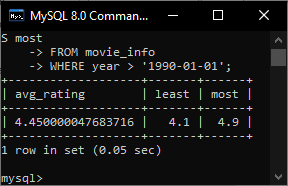 MySQL 8.0 Comman...
S most
    -> FROM movie_info
    -> WHERE year > '1990-01-01';
+-------------------+-------+------+
| avg_rating        | least | most |
+-------------------+-------+------+
| 4.450000047683716 |   4.1 |  4.9 |
+-------------------+-------+------+
1 row in set (0.05 sec)
mysql>